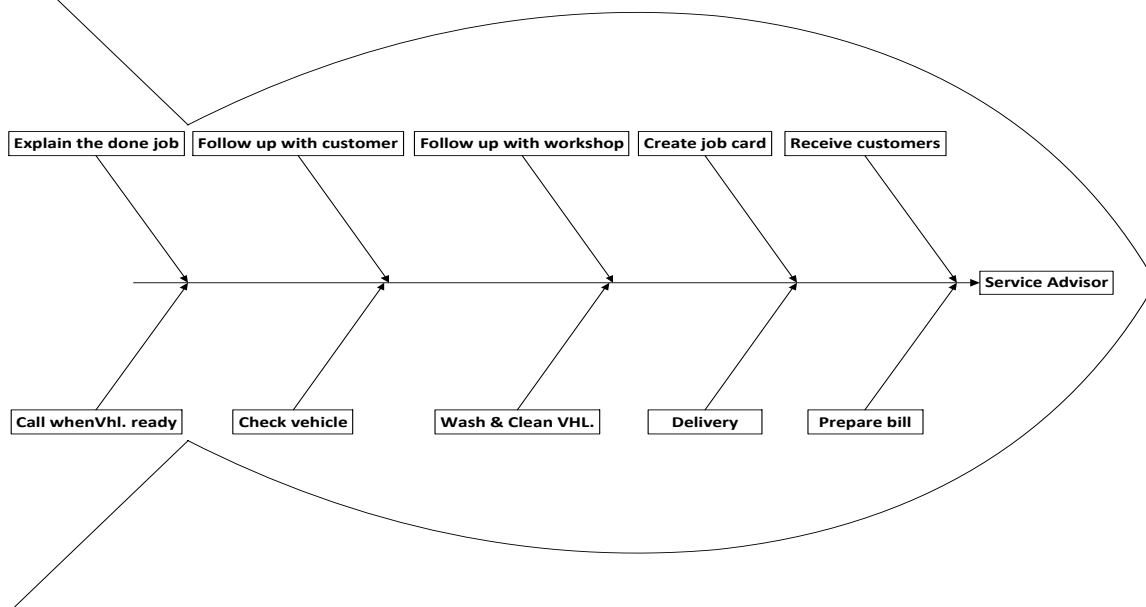 Explain the done job
Follow up with customer
Follow up with workshop
Create job card
Receive customers
Service Advisor
Call whenVhl. ready
Check vehicle
Wash & Clean VHL.
Delivery
Prepare bill